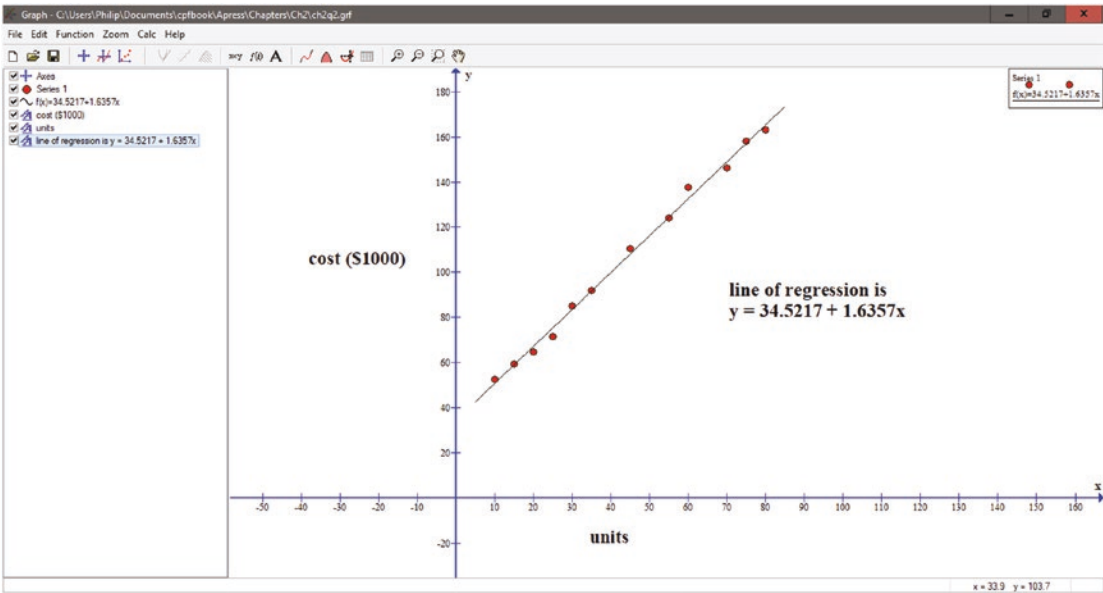 Graph - C:\Users\Philip\Documents\cpfbook\Apress\Chapters\Ch2\ch2q2.grf
File Edit Function Zoom Calc Help
Axes
Series 1
f(x)=34.5217+1.6357x
cost ($1000)
units
line of regression is y = 34.5217 + 1.6357x
y
Series 1
f(x)=34.5217+1.6357x
180
160
140
120
100
80
60
40
20
-20
cost ($1000)
line of regression is
y = 34.5217 + 1.6357x
x
-50 -40 -30 -20 -10 10 20 30 40 50 60 70 80 90 100 110 120 130 140 150 160
units
x = 33.9 y = 103.7